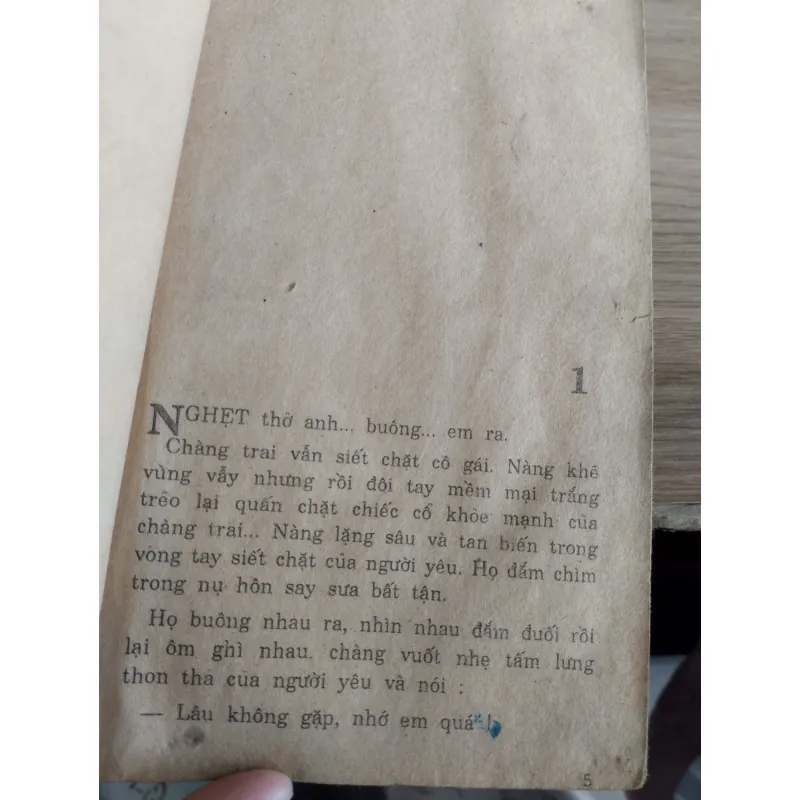 1
NGHẸT thở anh... buông... em ra.
Chàng trai vẫn siết chặt cô gái. Nàng khẽ
vùng vẫy nhưng rồi đôi tay mềm mại trắng
trẻo lại quấn chặt chiếc cổ khỏe mạnh của
chàng trai... Nàng lặng sâu và tan biến trong
vòng tay siết chặt của người yêu. Họ đắm chìm
trong nụ hôn say sưa bất tận.
Họ buông nhau ra, nhìn nhau đắm đuối rồi
lại ôm ghì nhau. chàng vuốt nhẹ tấm lưng
thon thả của người yêu và nói :
— Lâu không gặp, nhớ em quá !
5